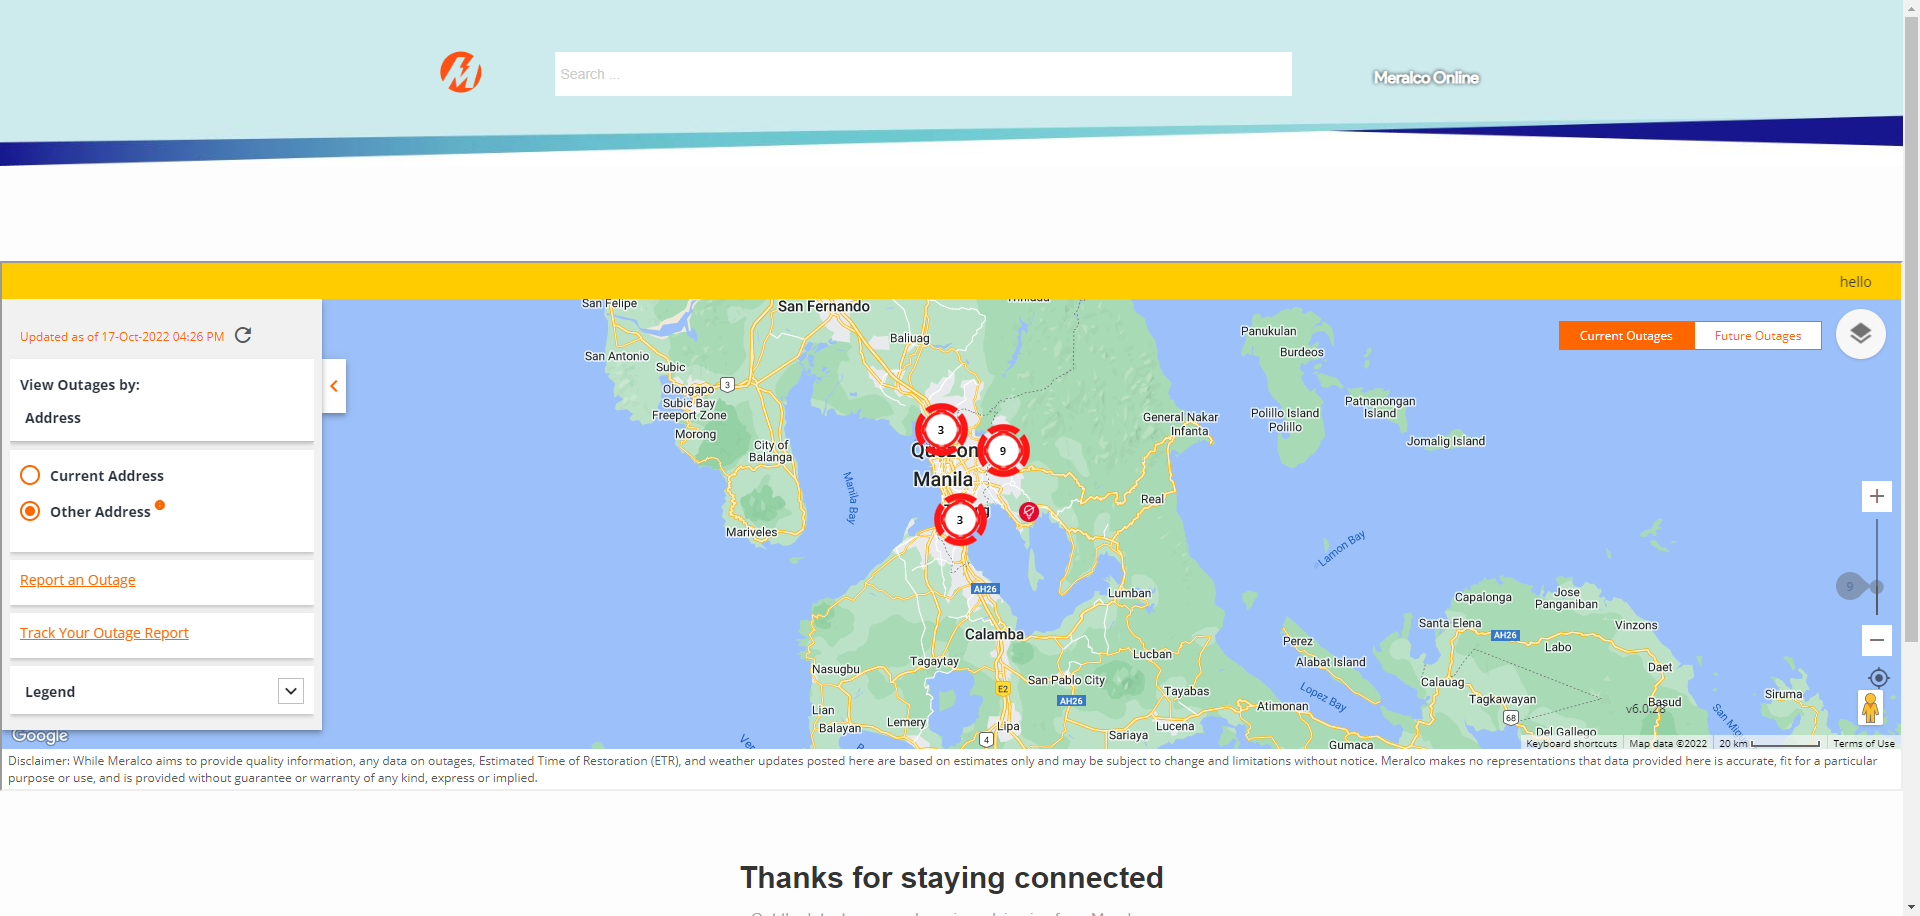 Search ...
Meralco Online
hello
Updated as of 17-Oct-2022 04:26 PM
View Outages by:
Address
Current Address
Other Address
Report an Outage
Track Your Outage Report
Legend
Current Outages
Future Outages
San Felipe
San Fernando
Trinidad
Baliuag
San Antonio
Subic
3
Olongapo
Subic Bay
Freeport Zone
Morong
City of
Balanga
Mariveles
Manila Bay
3
9
Manila
3
Panukulan
Burdeos
General Nakar
Infanta
Polillo Island
Polillo
Patnanongan
Island
Jomalig Island
Real
Lamon Bay
AH26
Lumban
Calamba
Nasugbu
Tagaytay
Lucban
San Pablo City
E2
AH26
Tayabas
Lian
Balayan
Lemery
4
Lipa
Lucena
Sariaya
Perez
Alabat Island
Lopez Bay
Atimonan
Gumaca
Capalonga
Jose
Panganiban
Santa Elena
AH26
Vinzons
Labo
Daet
Calauag
Tagkawayan
68
Basud
v6.0.28
Del Gallego
Siruma
9
Google
Keyboard shortcuts
Map data ©2022
20 km
Terms of Use
Disclaimer: While Meralco aims to provide quality information, any data on outages, Estimated Time of Restoration (ETR), and weather updates posted here are based on estimates only and may be subject to change and limitations without notice. Meralco makes no representations that data provided here is accurate, fit for a particular
purpose or use, and is provided without guarantee or warranty of any kind, express or implied.
Thanks for staying connected